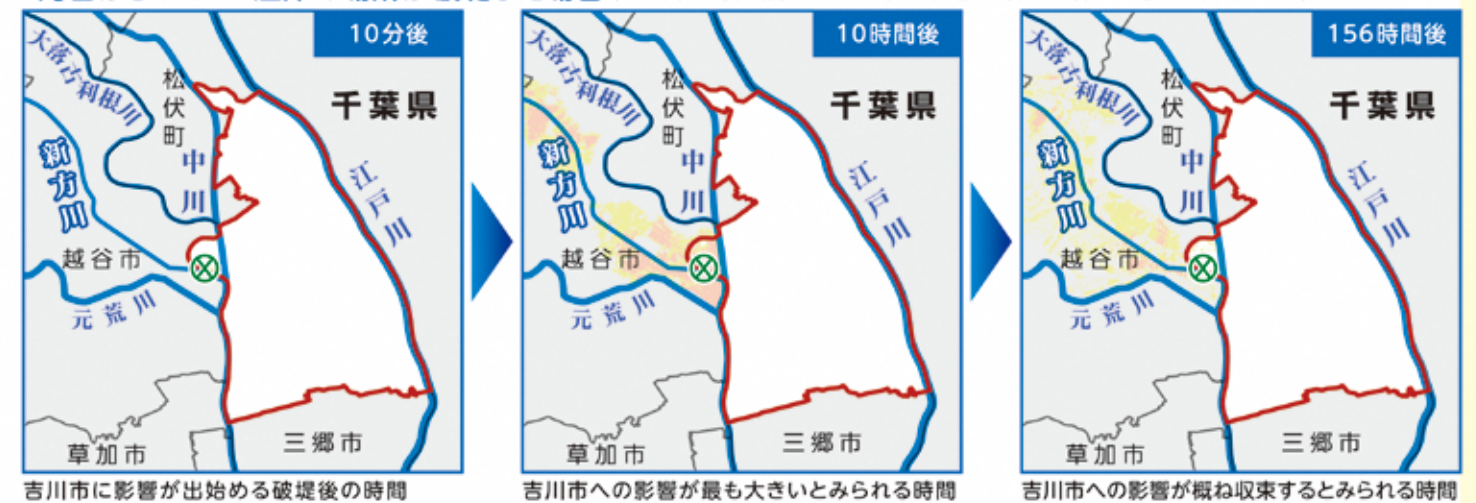 10分後
大落古利根川
松伏町
千葉県
新方川
中川
江戸川
越谷市
元荒川
草加市
三郷市
吉川市に影響が出始める破堤後の時間
10時間後
大落古利根川
松伏町
千葉県
新方川
中川
江戸川
越谷市
元荒川
草加市
三郷市
吉川市への影響が最も大きいとみられる時間
156時間後
大落古利根川
松伏町
千葉県
新方川
中川
江戸川
越谷市
元荒川
草加市
三郷市
吉川市への影響が概ね収束するとみられる時間